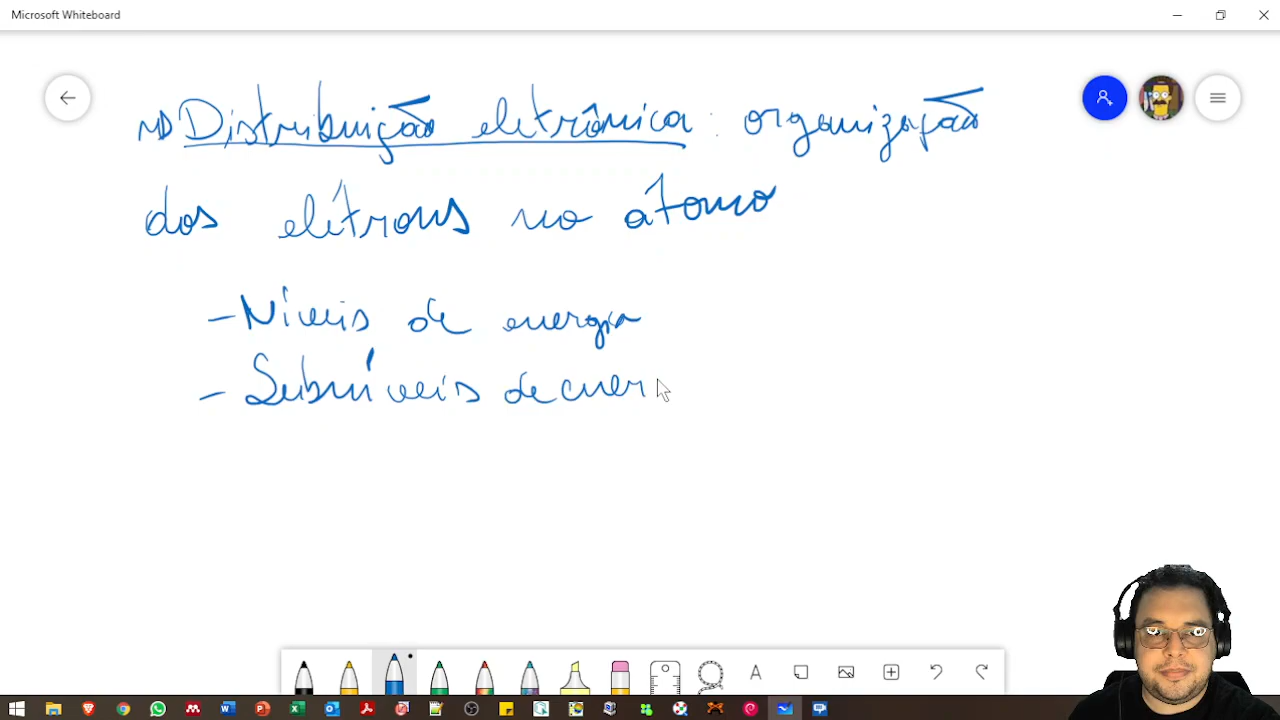 Microsoft Whiteboard
Distribuição eletrônica: organização
dos elétrons no átomo
- Níveis de energia
- Subníveis de ener